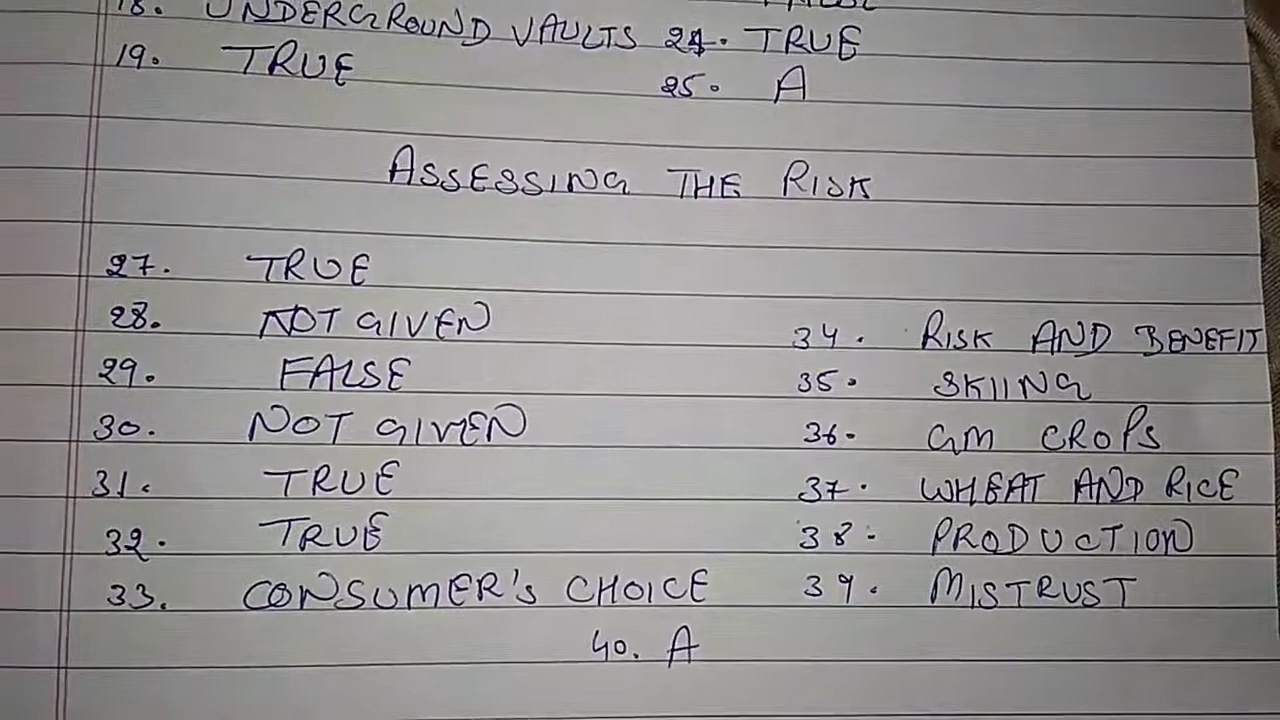 18. UNDERGROUND VAULTS 24. TRUE
19. TRUE
25. A
ASSESSING THE RISK
27. TRUE
28. NOT GIVEN
29. FALSE
30. NOT GIVEN
31. TRUE
32. TRUE
33. CONSUMER'S CHOICE
34. RISK AND BENEFIT
35. SKIING
36. GM CROPS
37. WHEAT AND RICE
38. PRODUCTION
39. MISTRUST
40. A